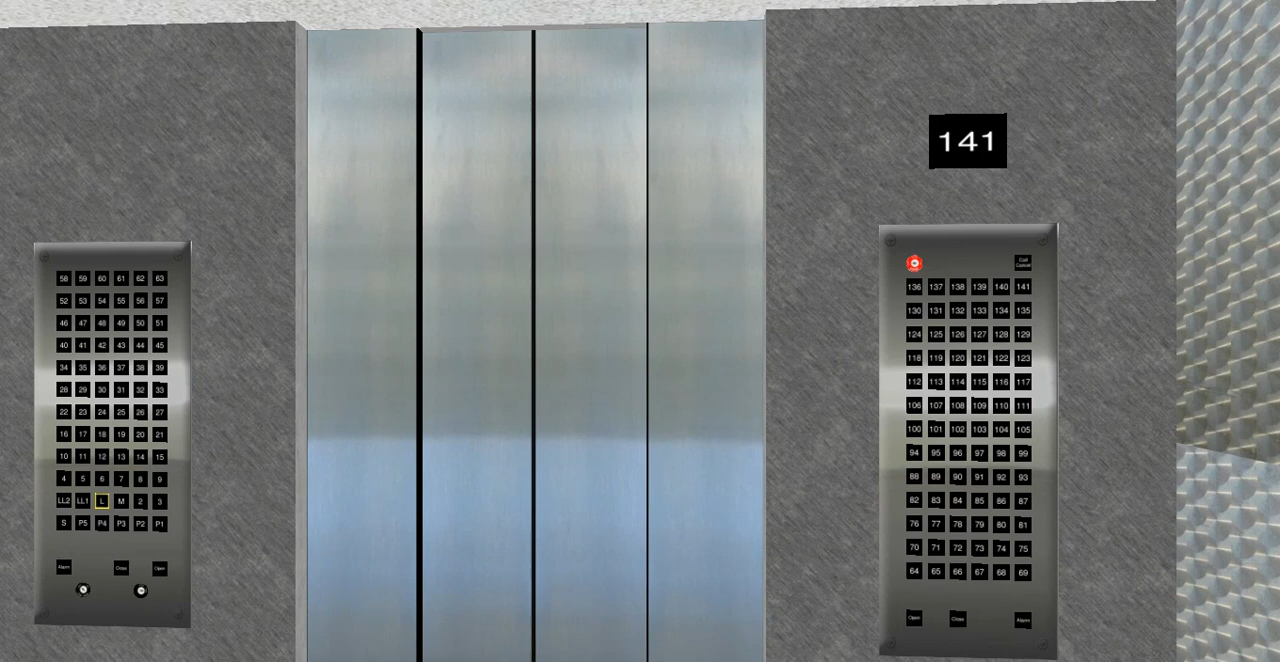 58 59 60 61 62 63
52 53 54 55 56 57
46 47 48 49 50 51
40 41 42 43 44 45
34 35 36 37 38 39
28 29 30 31 32 33
22 23 24 25 26 27
16 17 18 19 20 21
10 11 12 13 14 15
4 5 6 7 8 9
LL2 LL1 L M 2 3
S P5 P4 P3 P2 P1
Alarm Close Open
141
Call
Cancel
136 137 138 139 140 141
130 131 132 133 134 135
124 125 126 127 128 129
118 119 120 121 122 123
112 113 114 115 116 117
106 107 108 109 110 111
100 101 102 103 104 105
94 95 96 97 98 99
88 89 90 91 92 93
82 83 84 85 86 87
76 77 78 79 80 81
70 71 72 73 74 75
64 65 66 67 68 69
Open Close Alarm